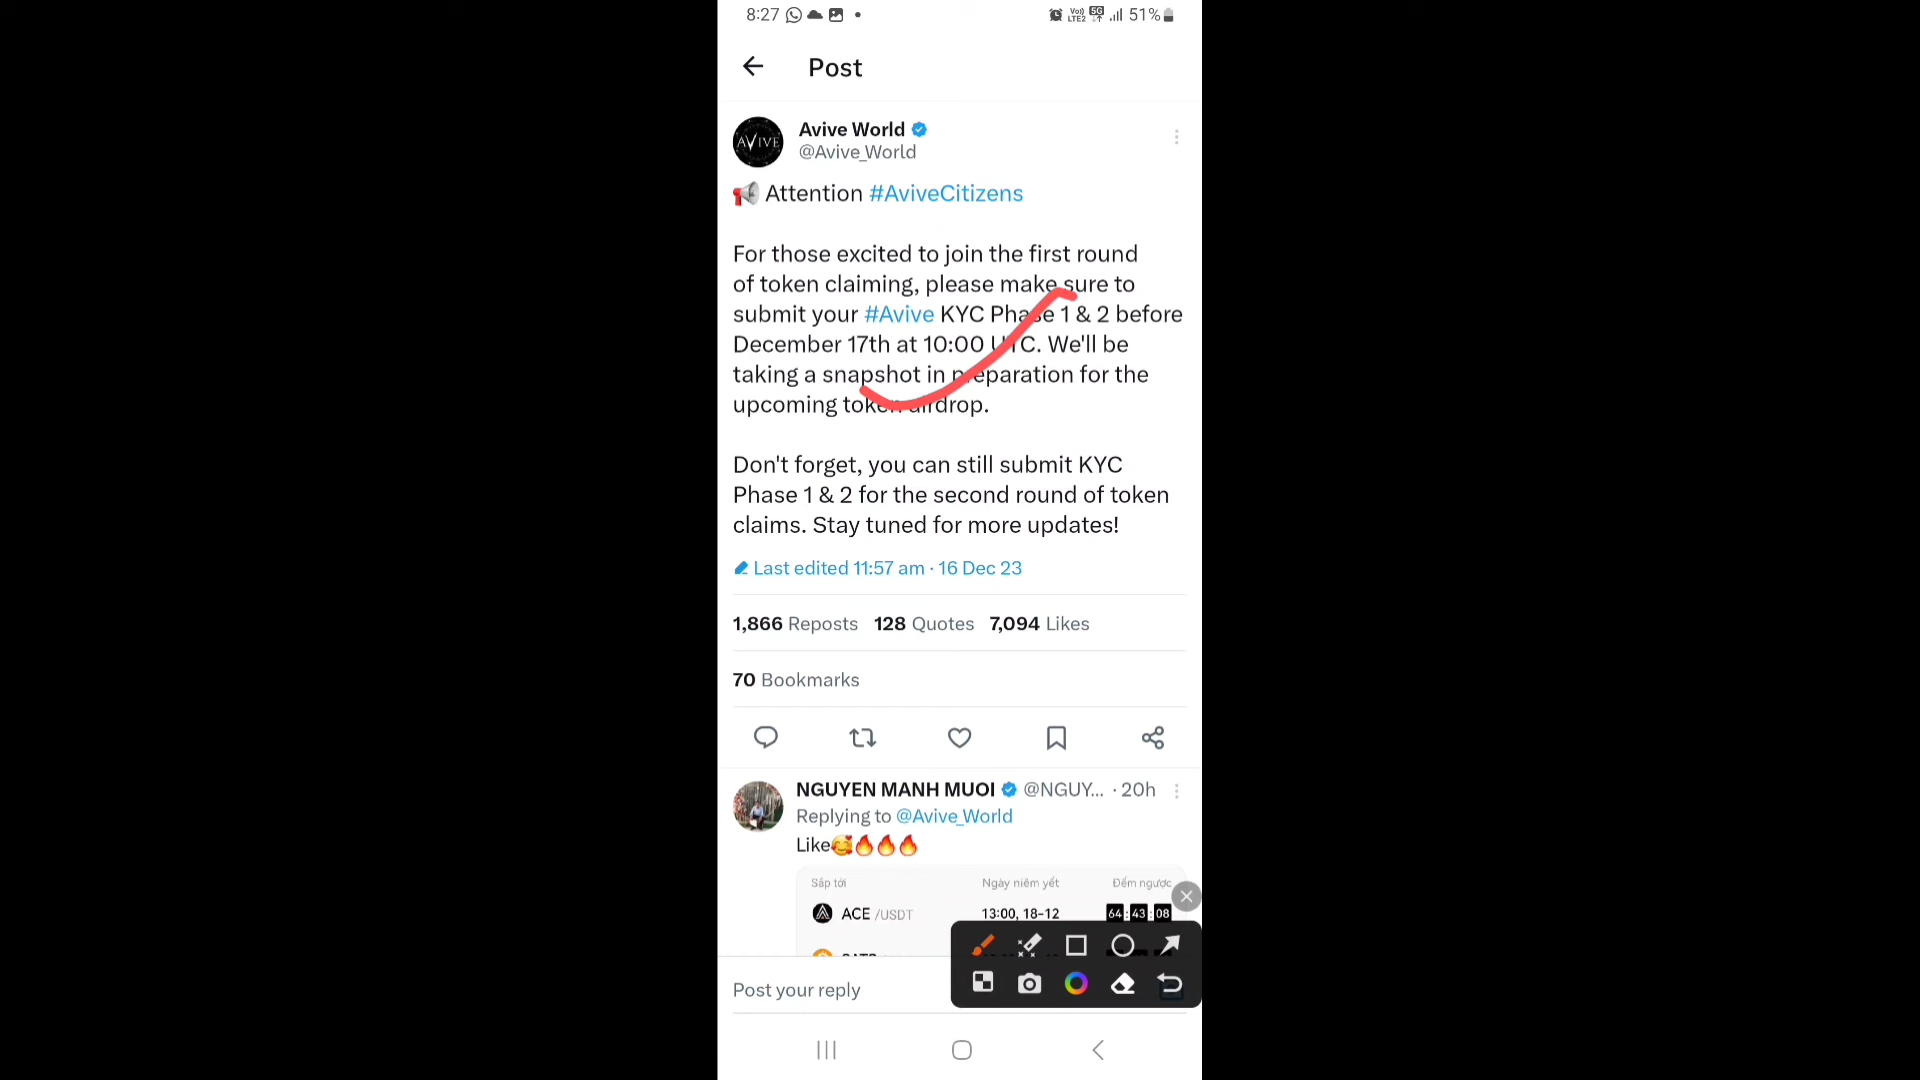 8:27
Vo))
LTE2
5G
51%
Post
AVIVE
Avive World
@Avive_World
Attention #AviveCitizens
For those excited to join the first round
of token claiming, please make sure to
submit your #Avive KYC Phase 1 & 2 before
December 17th at 10:00 UTC. We'll be
taking a snapshot in preparation for the
upcoming token airdrop.
Don't forget, you can still submit KYC
Phase 1 & 2 for the second round of token
claims. Stay tuned for more updates!
Last edited 11:57 am · 16 Dec 23
1,866 Reposts 128 Quotes 7,094 Likes
70 Bookmarks
NGUYEN MANH MUOI @NGUY... · 20h
Replying to @Avive_World
Like
Sắp tới Ngày niêm yết Đếm ngược
ACE /USDT 13:00, 18-12 64:43:08
Post your reply